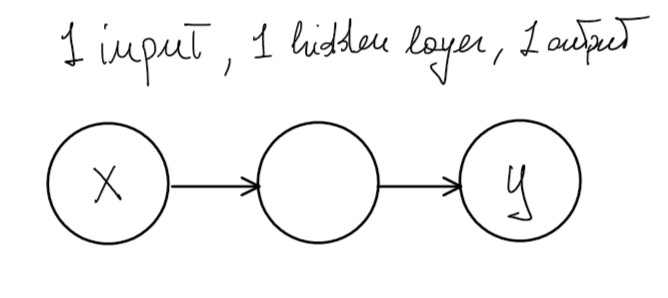 1 input, 1 hidden layer, 1 output
X y